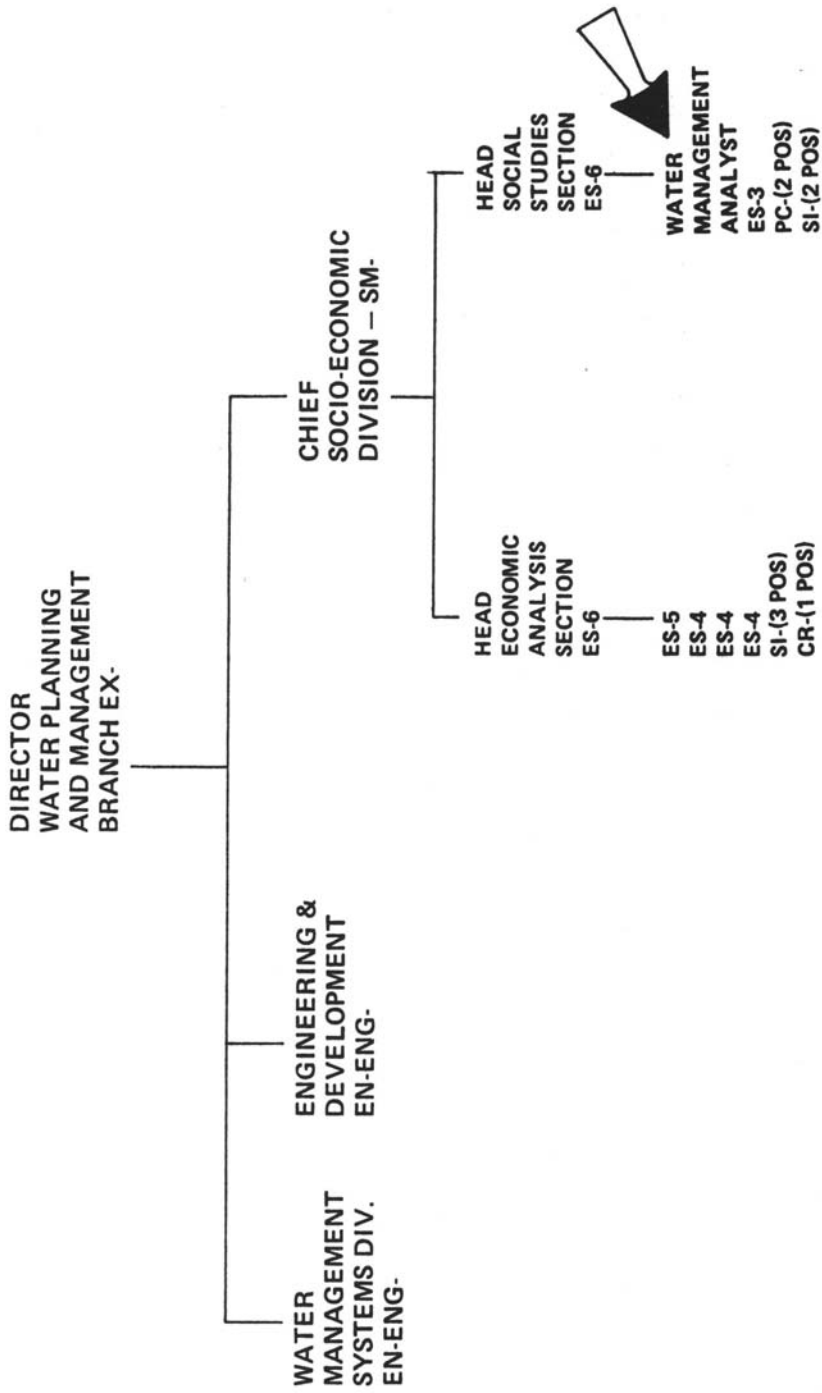 DIRECTOR
WATER PLANNING
AND MANAGEMENT
BRANCH EX-
WATER
MANAGEMENT
SYSTEMS DIV.
EN-ENG-
ENGINEERING &
DEVELOPMENT
EN-ENG-
CHIEF
SOCIO-ECONOMIC
DIVISION – SM-
HEAD
ECONOMIC
ANALYSIS
SECTION
ES-6
ES-5
ES-4
ES-4
ES-4
SI-(3 POS)
CR-(1 POS)
HEAD
SOCIAL
STUDIES
SECTION
ES-6
WATER
MANAGEMENT
ANALYST
ES-3
PC-(2 POS)
SI-(2 POS)